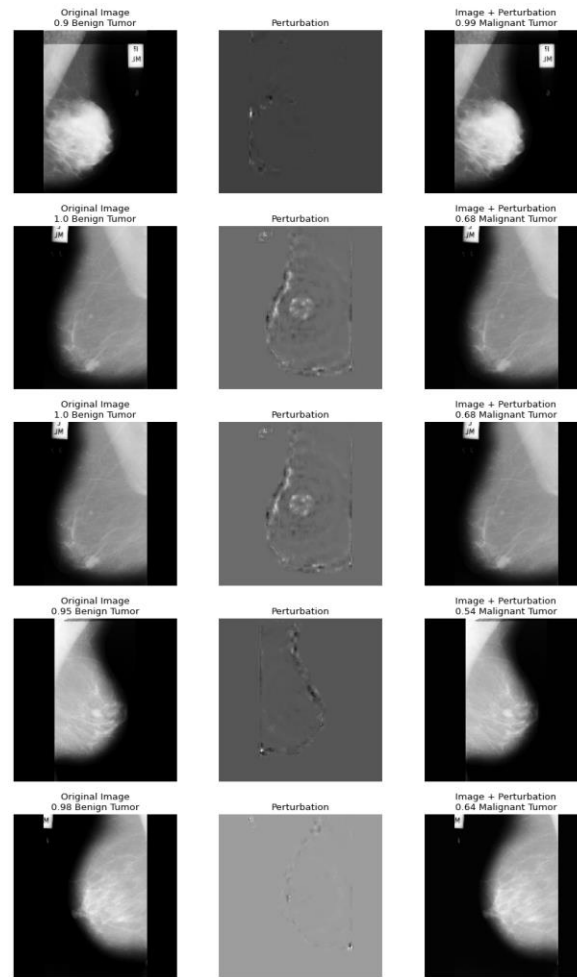 Original Image
0.9 Benign Tumor
Perturbation
Image + Perturbation
0.99 Malignant Tumor
Original Image
1.0 Benign Tumor
Perturbation
Image + Perturbation
0.68 Malignant Tumor
Original Image
1.0 Benign Tumor
Perturbation
Image + Perturbation
0.68 Malignant Tumor
Original Image
0.95 Benign Tumor
Perturbation
Image + Perturbation
0.54 Malignant Tumor
Original Image
0.98 Benign Tumor
Perturbation
Image + Perturbation
0.64 Malignant Tumor